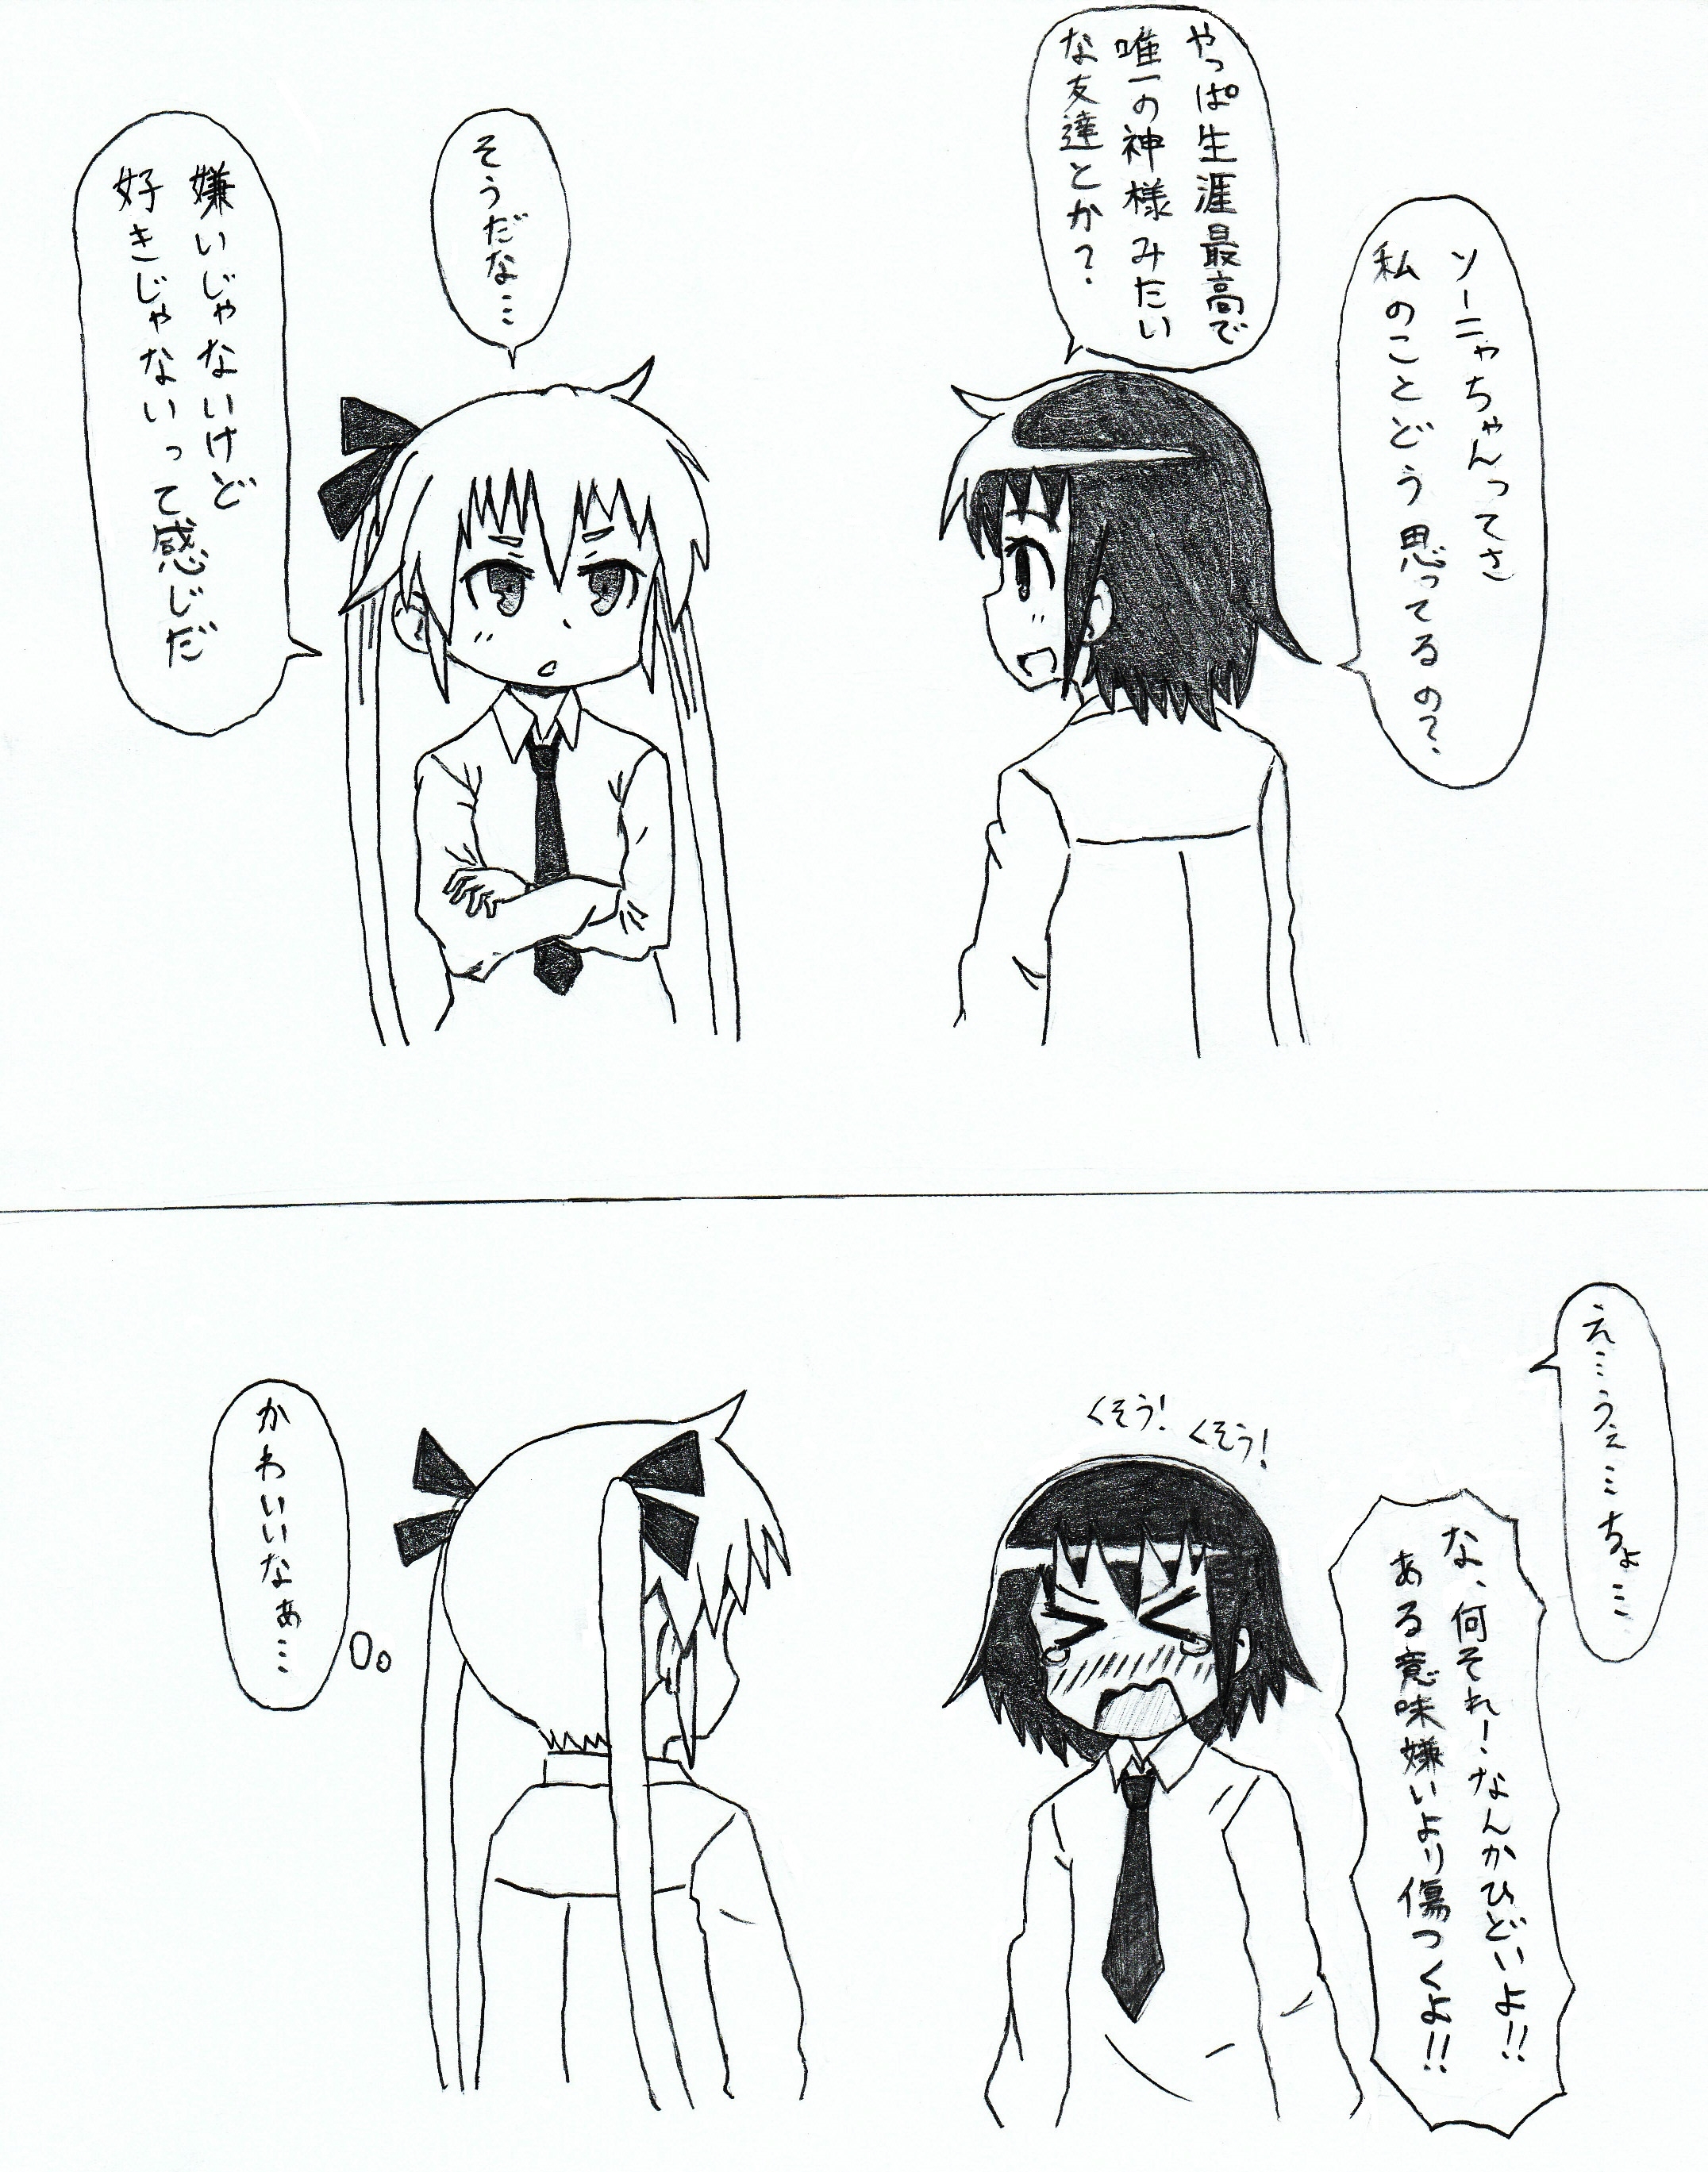 ソーニャちゃんってさ
私のことどう思ってるの？
やっぱ生涯最高で
唯一の神様みたい
な友達とか？
そうだな…
嫌いじゃないけど
好きじゃないって感じだ
え…うぇ…ちょ…
な、何それー、なんかひどいよ!!
ある意味嫌いより傷つくよ!!
くそう！
くそう！
かわいいなぁ…